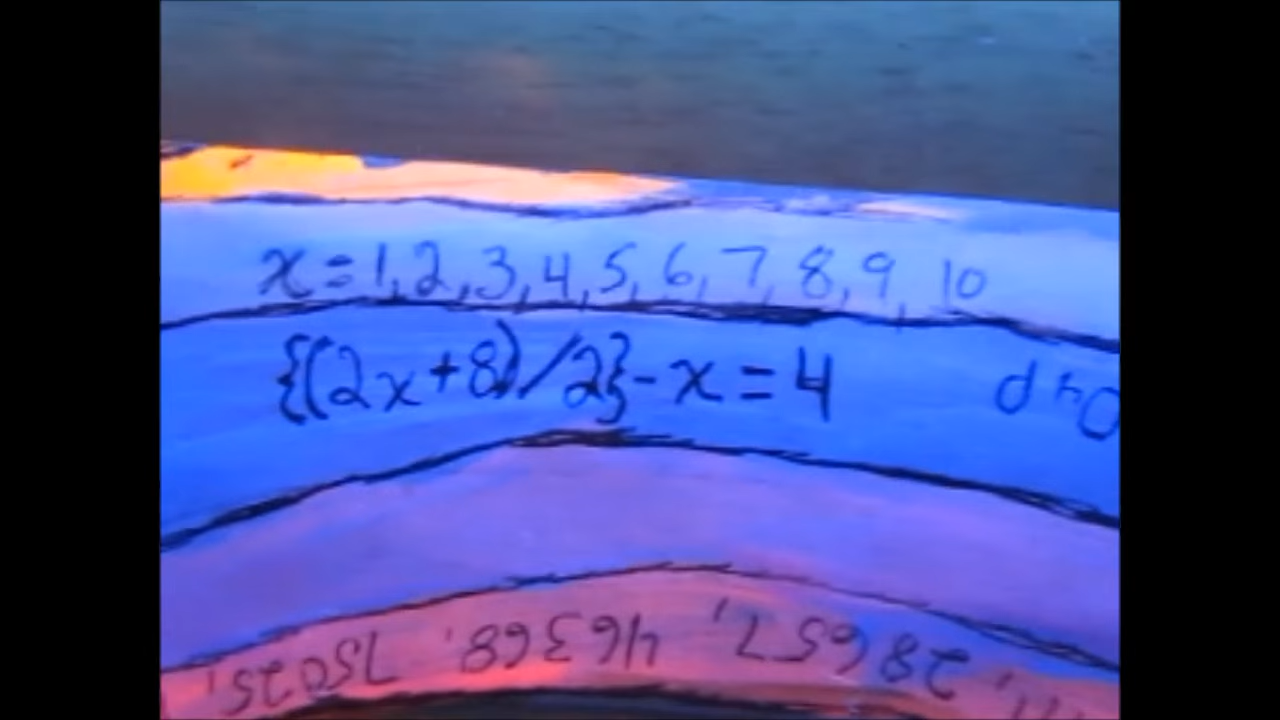 x = 1, 2, 3, 4, 5, 6, 7, 8, 9, 10
{(2x+8)/2}-x=4
28657, 46368, 75025,